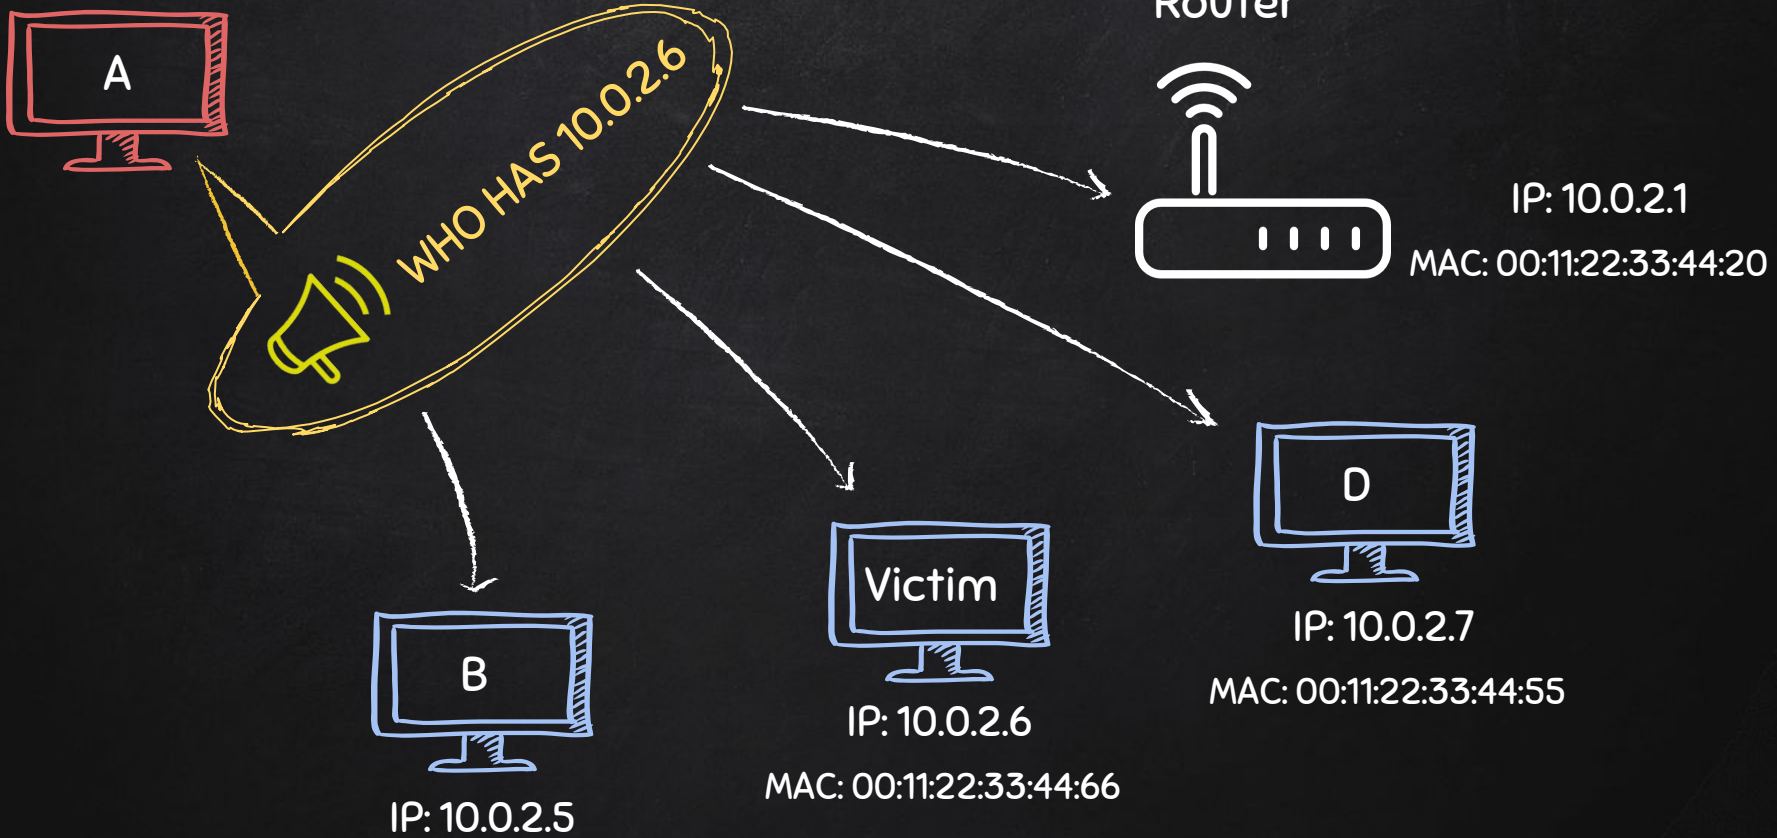 Router
A
WHO HAS 10.0.2.6
IP: 10.0.2.1
MAC: 00:11:22:33:44:20
D
Victim
IP: 10.0.2.7
B
MAC: 00:11:22:33:44:55
IP: 10.0.2.6
MAC: 00:11:22:33:44:66
IP: 10.0.2.5